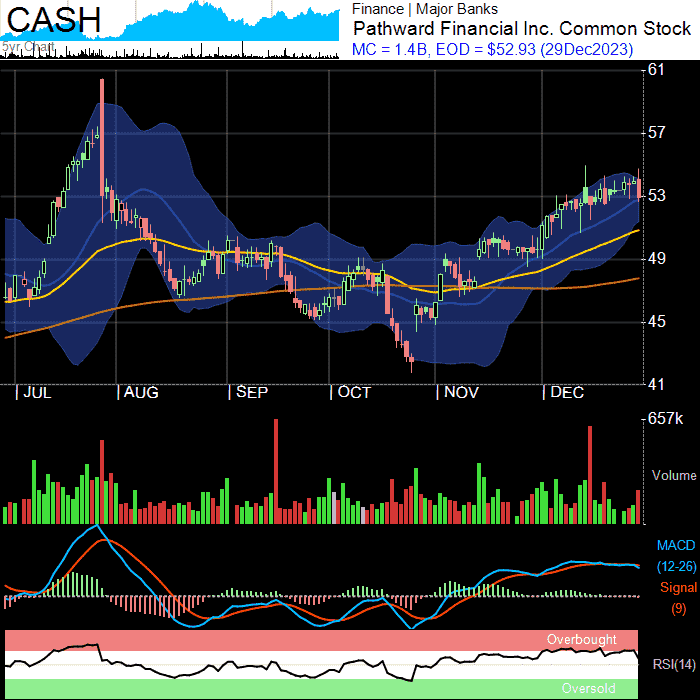 CASH
5yr Chart
Finance | Major Banks
Pathward Financial Inc. Common Stock
MC = 1.4B, EOD = $52.93 (29Dec2023)
61
57
53
49
45
41
| JUL | AUG | SEP | OCT | NOV | DEC
657k
Volume
MACD
(12-26)
Signal
(9)
Overbought
RSI(14)
Oversold